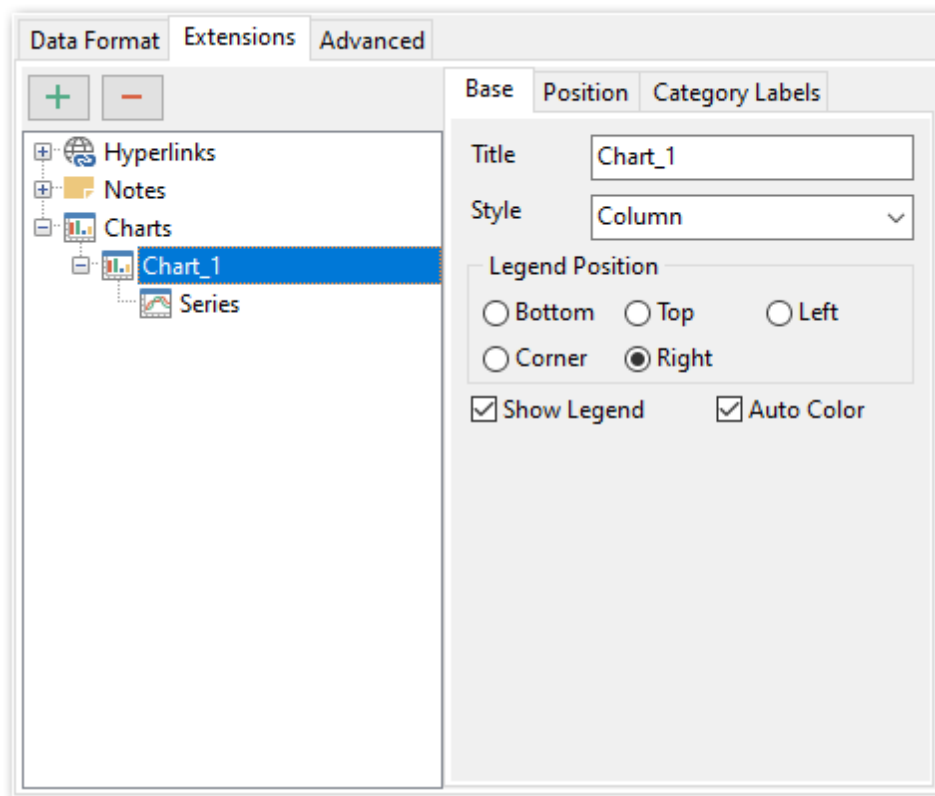 Data Format Extensions Advanced
Base Position Category Labels
Hyperlinks
Notes
Charts
Chart_1
Series
Title Chart_1
Style Column
Legend Position
Bottom Top Left
Corner Right
Show Legend Auto Color